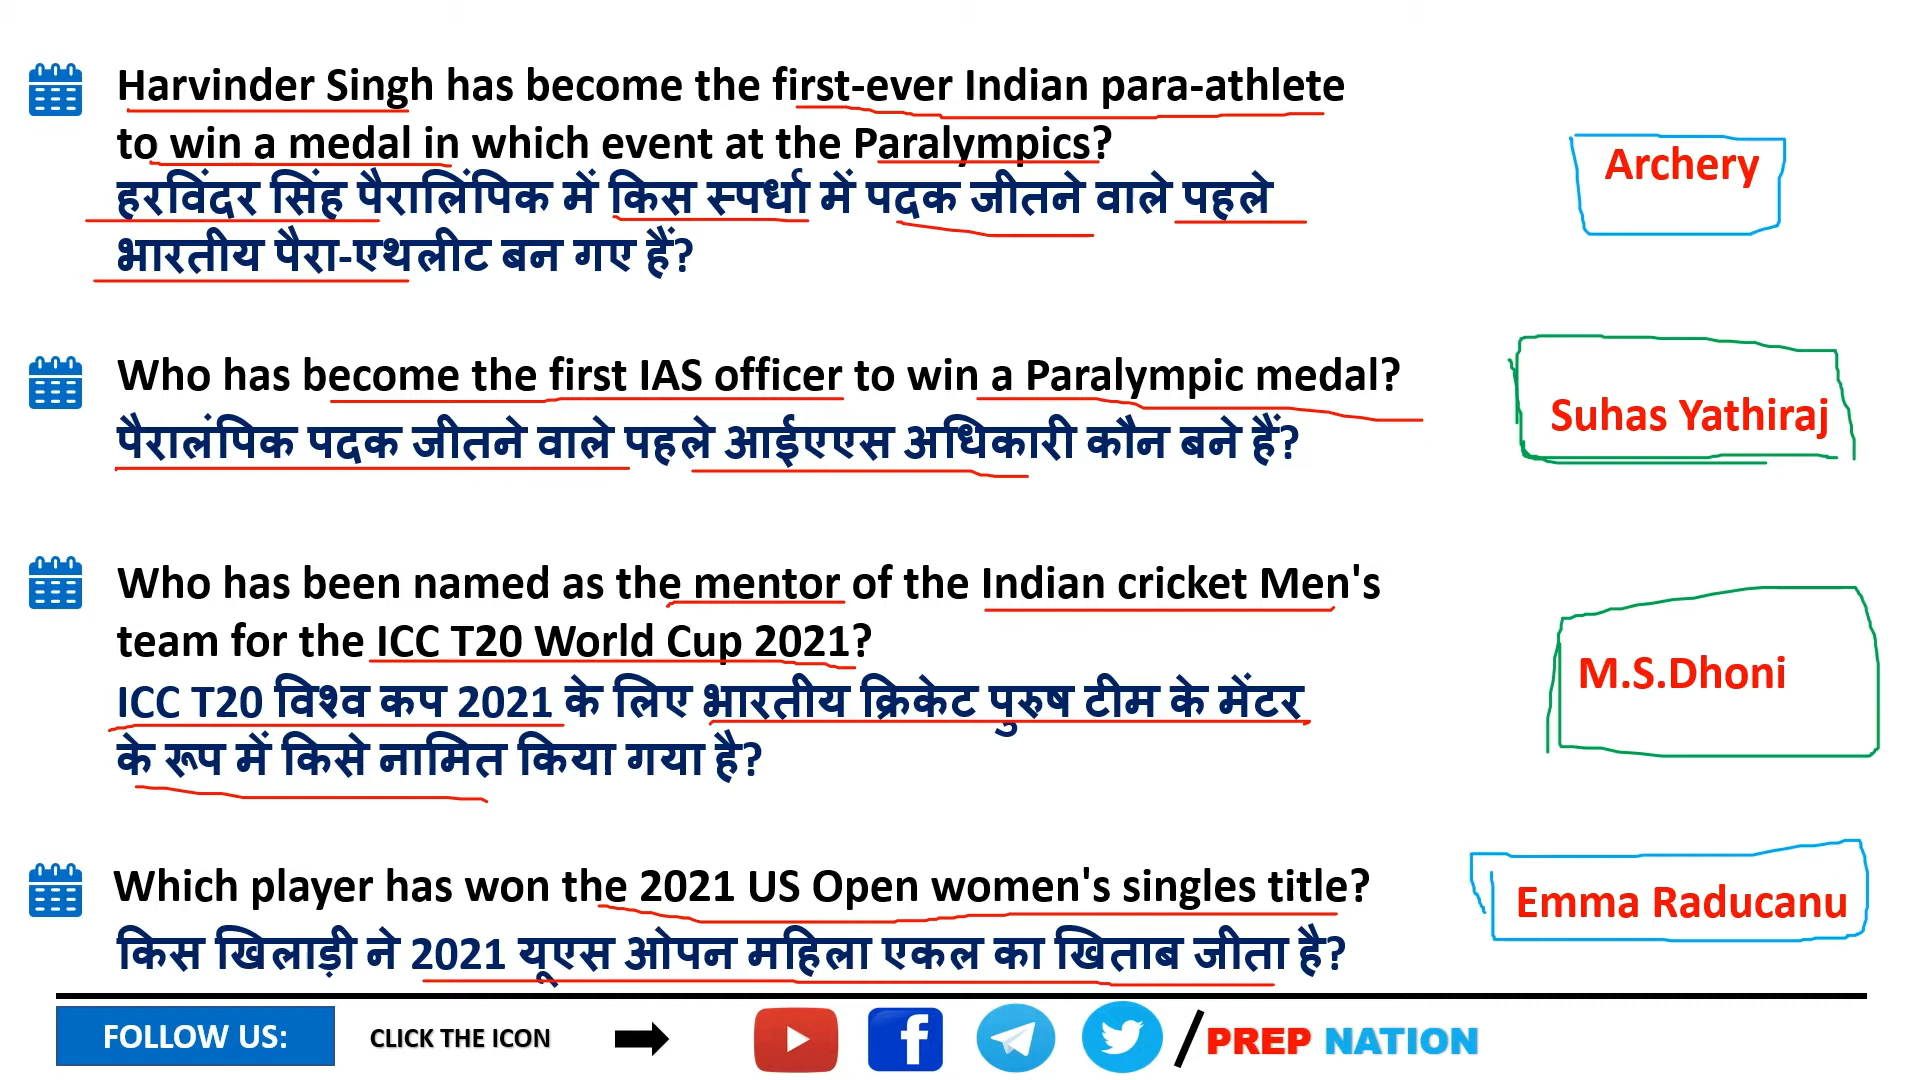 Harvinder Singh has become the first-ever Indian para-athlete
to win a medal in which event at the Paralympics?
हरविंदर सिंह पैरालिंपिक में किस स्पर्धा में पदक जीतने वाले पहले
भारतीय पैरा-एथलीट बन गए हैं?
Archery
Who has become the first IAS officer to win a Paralympic medal?
पैरालंपिक पदक जीतने वाले पहले आईएएस अधिकारी कौन बने हैं?
Suhas Yathiraj
Who has been named as the mentor of the Indian cricket Men's
team for the ICC T20 World Cup 2021?
ICC T20 विश्व कप 2021 के लिए भारतीय क्रिकेट पुरुष टीम के मेंटर
के रूप में किसे नामित किया गया है?
M.S.Dhoni
Which player has won the 2021 US Open women's singles title?
किस खिलाड़ी ने 2021 यूएस ओपन महिला एकल का खिताब जीता है?
Emma Raducanu
FOLLOW US:
CLICK THE ICON
PREP NATION